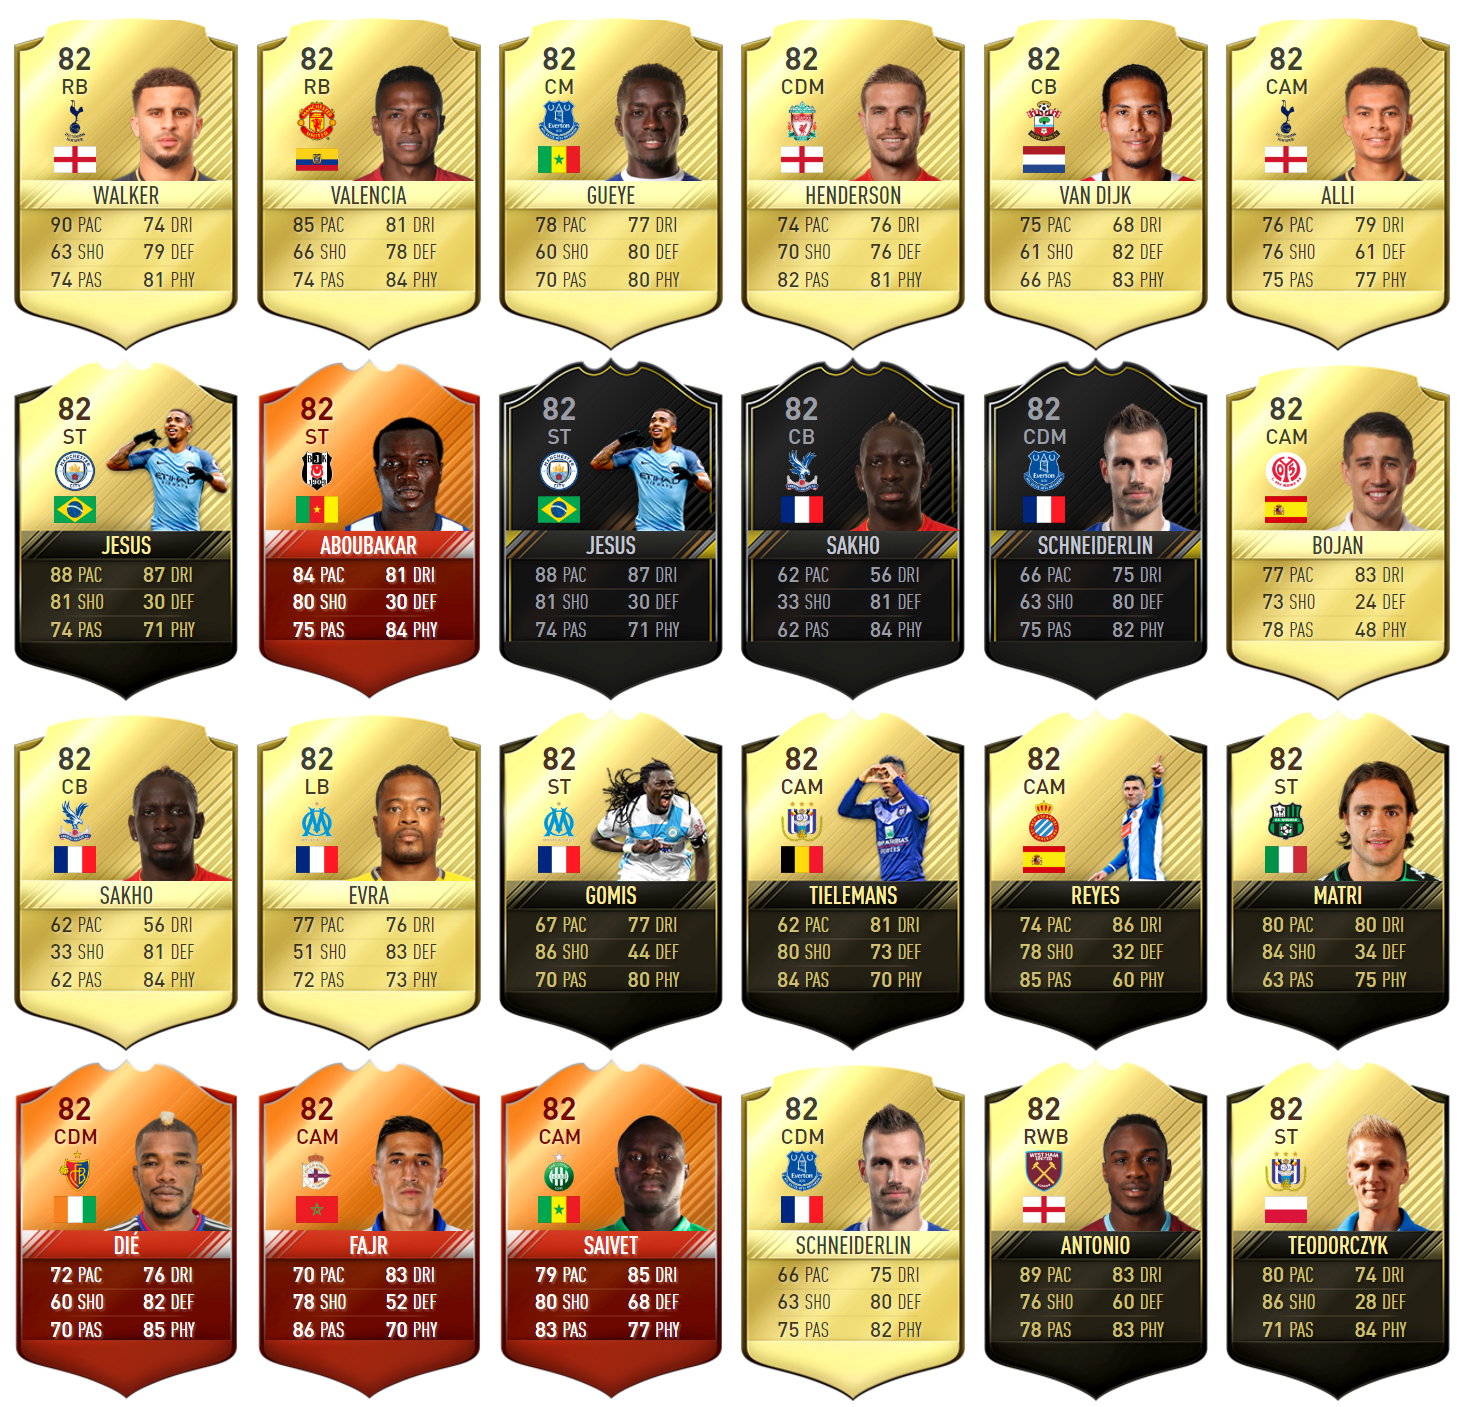 82
RB
WALKER
90 PAC 74 DRI
63 SHO 79 DEF
74 PAS 81 PHY
82
RB
VALENCIA
85 PAC 81 DRI
66 SHO 78 DEF
74 PAS 84 PHY
82
CM
Everton
GUEYE
78 PAC 77 DRI
60 SHO 80 DEF
70 PAS 80 PHY
82
CDM
HENDERSON
74 PAC 76 DRI
70 SHO 76 DEF
82 PAS 81 PHY
82
CB
VAN DIJK
75 PAC 68 DRI
61 SHO 82 DEF
66 PAS 83 PHY
82
CAM
ALLI
76 PAC 79 DRI
76 SHO 61 DEF
75 PAS 77 PHY
82
ST
MANCHESTER CITY
ETIHAD
JESUS
88 PAC 87 DRI
81 SHO 30 DEF
74 PAS 71 PHY
82
ST
BJK
1903
ABOUBAKAR
84 PAC 81 DRI
80 SHO 30 DEF
75 PAS 84 PHY
82
ST
MANCHESTER CITY
ETIHAD
JESUS
88 PAC 87 DRI
81 SHO 30 DEF
74 PAS 71 PHY
82
CB
SAKHO
62 PAC 56 DRI
33 SHO 81 DEF
62 PAS 84 PHY
82
CDM
Everton
SCHNEIDERLIN
66 PAC 75 DRI
63 SHO 80 DEF
75 PAS 82 PHY
82
CAM
BOJAN
77 PAC 83 DRI
73 SHO 24 DEF
78 PAS 48 PHY
82
CB
SAKHO
62 PAC 56 DRI
33 SHO 81 DEF
62 PAS 84 PHY
82
LB
EVRA
77 PAC 76 DRI
51 SHO 83 DEF
72 PAS 73 PHY
82
ST
GOMIS
67 PAC 77 DRI
86 SHO 44 DEF
70 PAS 80 PHY
82
CAM
TIELEMANS
62 PAC 81 DRI
80 SHO 73 DEF
84 PAS 70 PHY
82
CAM
REYES
74 PAC 86 DRI
78 SHO 32 DEF
85 PAS 60 PHY
82
ST
MATRI
80 PAC 80 DRI
84 SHO 34 DEF
63 PAS 75 PHY
82
CDM
FCB
DIÉ
72 PAC 76 DRI
60 SHO 82 DEF
70 PAS 85 PHY
82
CAM
FAJR
70 PAC 83 DRI
78 SHO 52 DEF
86 PAS 70 PHY
82
CAM
SAIVET
79 PAC 85 DRI
80 SHO 68 DEF
83 PAS 77 PHY
82
CDM
Everton
SCHNEIDERLIN
66 PAC 75 DRI
63 SHO 80 DEF
75 PAS 82 PHY
82
RWB
WEST HAM
UNITED
ANTONIO
89 PAC 83 DRI
76 SHO 60 DEF
78 PAS 83 PHY
82
ST
TEODORCZYK
80 PAC 74 DRI
86 SHO 28 DEF
71 PAS 84 PHY